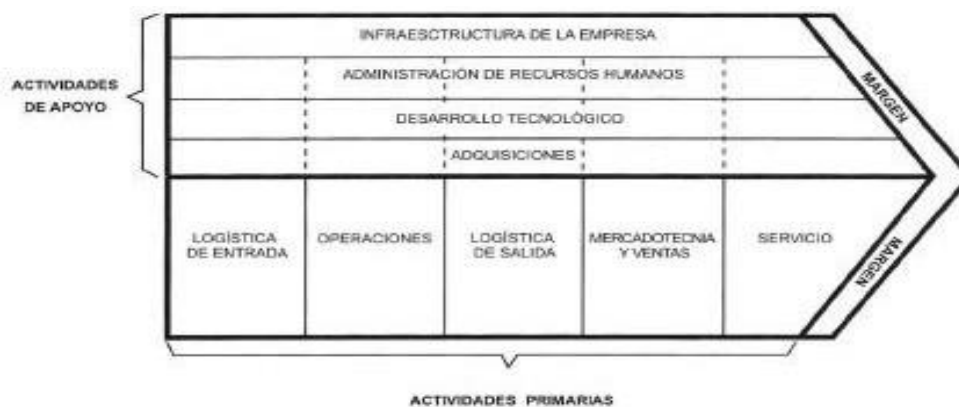 INFRAESCTRUCTURA DE LA EMPRESA
ADMINISTRACIÓN DE RECURSOS HUMANOS
DESARROLLO TECNOLÓGICO
ADQUISICIONES
ACTIVIDADES
DE APOYO
MARGEN
LOGÍSTICA
DE ENTRADA
OPERACIONES
LOGÍSTICA
DE SALIDA
MERCADOTECNIA
Y VENTAS
SERVICIO
MARGEN
ACTIVIDADES PRIMARIAS